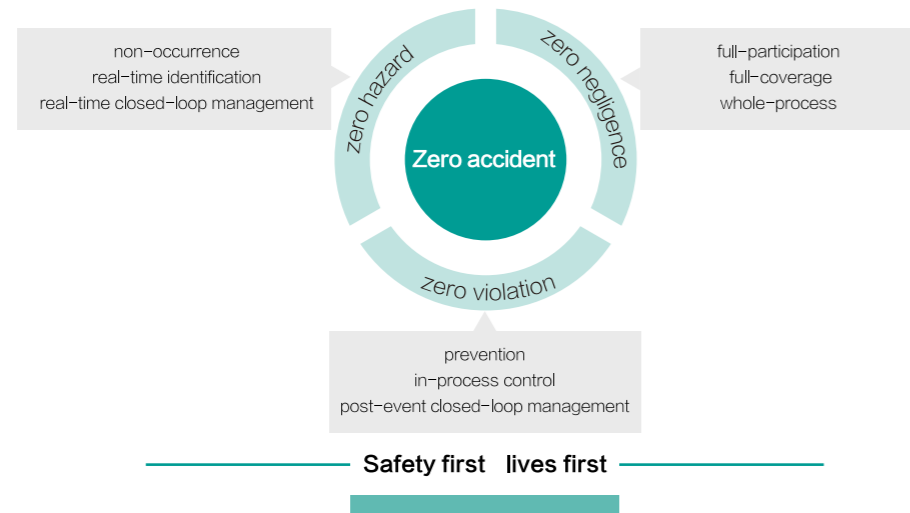 non-occurrence
real-time identification
real-time closed-loop management
zero hazard
zero negligence
full-participation
full-coverage
whole-process
Zero accident
zero violation
prevention
in-process control
post-event closed-loop management
Safety first lives first